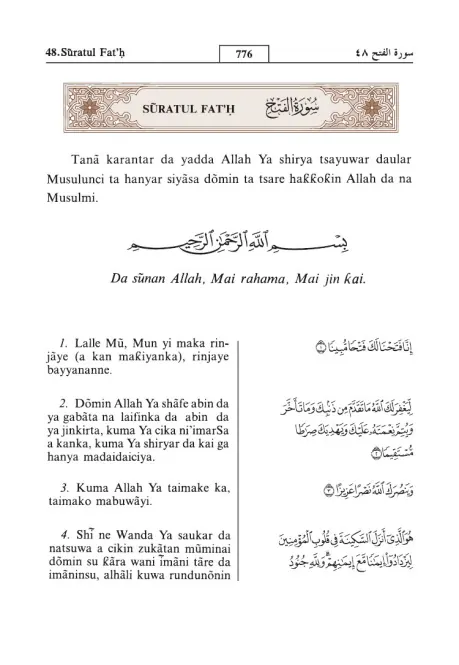 48.Sūratul Fat'ḥ
776
سورة الفتح ٤٨
SŪRATUL FAT'Ḥ
سُورَةُ الفَتْحِ
Tanā karantar da yadda Allah Ya shirya tsayuwar daular
Musulunci ta hanyar siyāsa dōmin ta tsare haƘƘoƘin Allah da na
Musulmi.
بِسْمِ اللَّهِ الرَّحْمَٰنِ الرَّحِيمِ
Da sūnan Allah, Mai rahama, Mai jin ƙai.
1. Lalle Mū, Mun yi maka rin-
jāye (a kan maƘiyanka), rinjaye
bayyananne.
إِنَّا فَتَحْنَا لَكَ فَتْحًا مُّبِينًا ١
2. Dōmin Allah Ya shāfe abin da
ya gabāta na laifinka da abin da
ya jinkirta, kuma Ya cika ni'imarSa
a kanka, kuma Ya shiryar da kai ga
hanya madaidaiciya.
لِّيَغْفِرَ لَكَ اللَّهُ مَا تَقَدَّمَ مِن ذَنۢبِكَ وَمَا تَأَخَّرَ
وَيُتِمَّ نِعْمَتَهُۥ عَلَيْكَ وَيَهْدِيَكَ صِرَٰطًا
مُّسْتَقِيمًا ٢
3. Kuma Allah Ya taimake ka,
taimako mabuwāyi.
وَيَنصُرَكَ اللَّهُ نَصْرًا عَزِيزًا ٣
4. Shī ne Wanda Ya saukar da
natsuwa a cikin zukātan mūminai
dōmin su ƙāra wani īmāni tāre da
imāninsu, alhāli kuwa rundunōnin
هُوَ الَّذِىٓ أَنزَلَ السَّكِينَةَ فِى قُلُوبِ الْمُؤْمِنِينَ
لِيَزْدَادُوٓا۟ إِيمَٰنًا مَّعَ إِيمَٰنِهِمْ ۗ وَلِلَّهِ جُنُودُ